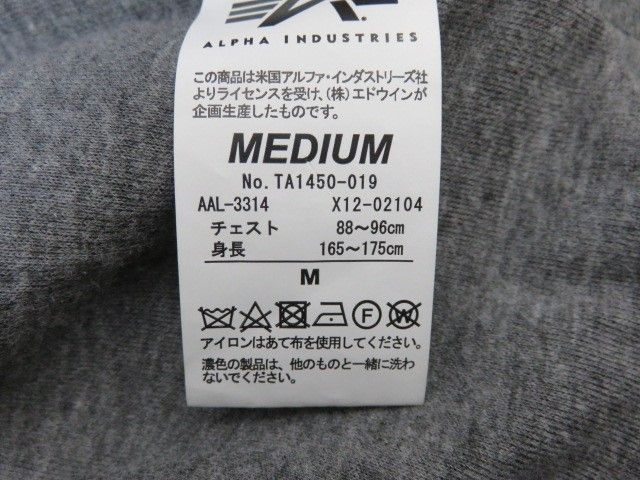 ALPHA INDUSTRIES
この商品は米国アルファ・インダストリーズ社
よりライセンスを受け、(株)エドウインが
企画生産したものです。
MEDIUM
No. TA1450-019
AAL-3314 X12-02104
チェスト 88～96cm
身長 165～175cm
M
F W
アイロンはあて布を使用してください。
濃色の製品は、他のものと一緒に洗わ
ないでください。